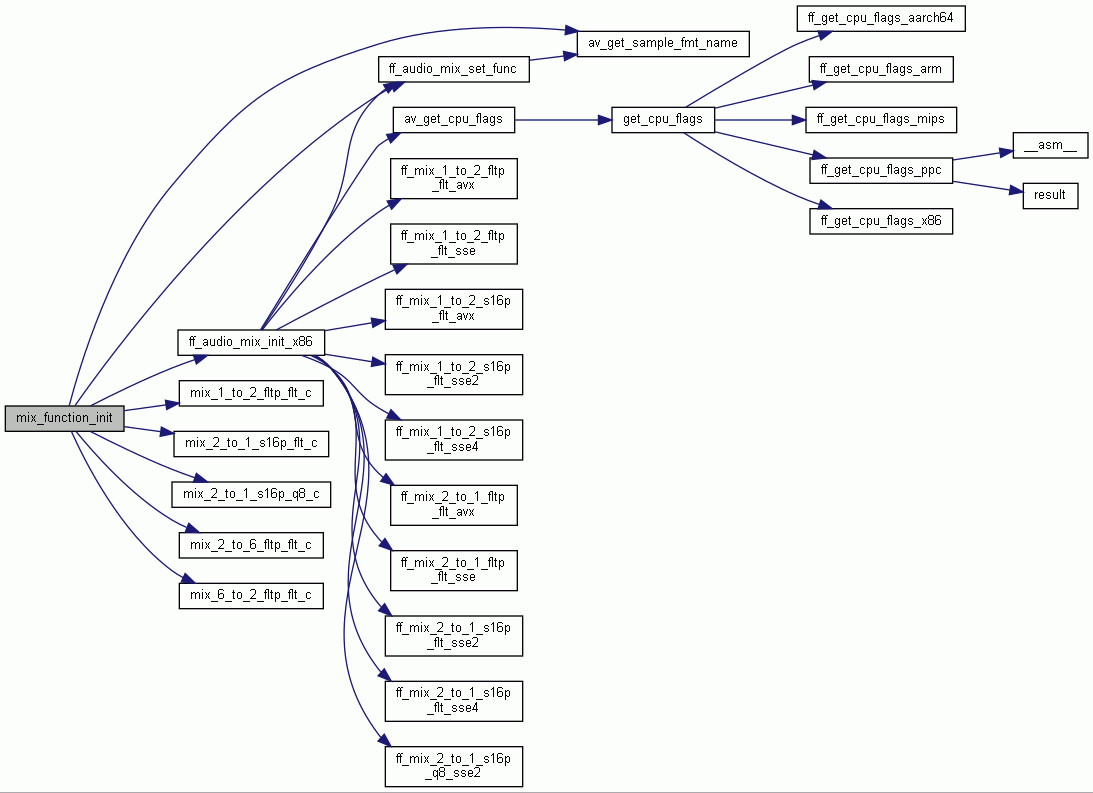 mix_function_init
ff_audio_mix_init_x86
mix_1_to_2_fltp_flt_c
mix_2_to_1_s16p_flt_c
mix_2_to_1_s16p_q8_c
mix_2_to_6_fltp_flt_c
mix_6_to_2_fltp_flt_c
ff_audio_mix_set_func
av_get_cpu_flags
ff_mix_1_to_2_fltp
_flt_avx
ff_mix_1_to_2_fltp
_flt_sse
ff_mix_1_to_2_s16p
_flt_avx
ff_mix_1_to_2_s16p
_flt_sse2
ff_mix_1_to_2_s16p
_flt_sse4
ff_mix_2_to_1_fltp
_flt_avx
ff_mix_2_to_1_fltp
_flt_sse
ff_mix_2_to_1_s16p
_flt_sse2
ff_mix_2_to_1_s16p
_flt_sse4
ff_mix_2_to_1_s16p
_q8_sse2
av_get_sample_fmt_name
get_cpu_flags
ff_get_cpu_flags_aarch64
ff_get_cpu_flags_arm
ff_get_cpu_flags_mips
ff_get_cpu_flags_ppc
ff_get_cpu_flags_x86
__asm__
result